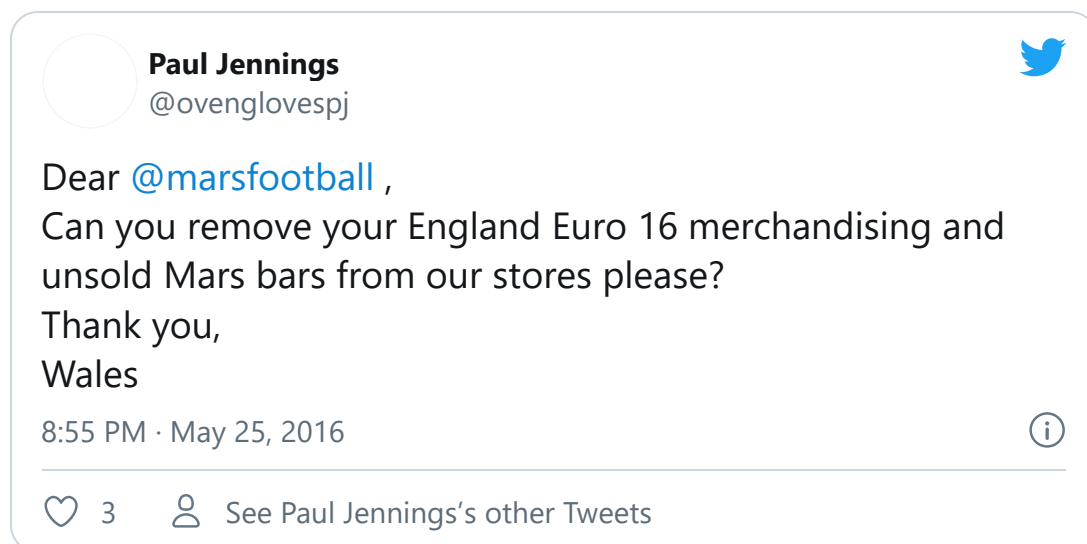 Paul Jennings
@ovenglovespj
Dear @marsfootball ,
Can you remove your England Euro 16 merchandising and
unsold Mars bars from our stores please?
Thank you,
Wales
8:55 PM · May 25, 2016
3 See Paul Jennings's other Tweets